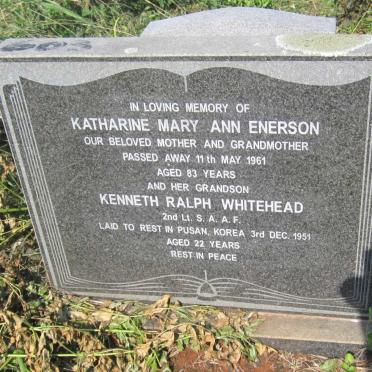 IN LOVING MEMORY OF
KATHARINE MARY ANN ENERSON
OUR BELOVED MOTHER AND GRANDMOTHER
PASSED AWAY 11th MAY 1961
AGED 83 YEARS
AND HER GRANDSON
KENNETH RALPH WHITEHEAD
2nd Lt. S. A. A. F.
LAID TO REST IN PUSAN, KOREA 3rd DEC. 1951
AGED 22 YEARS
REST IN PEACE